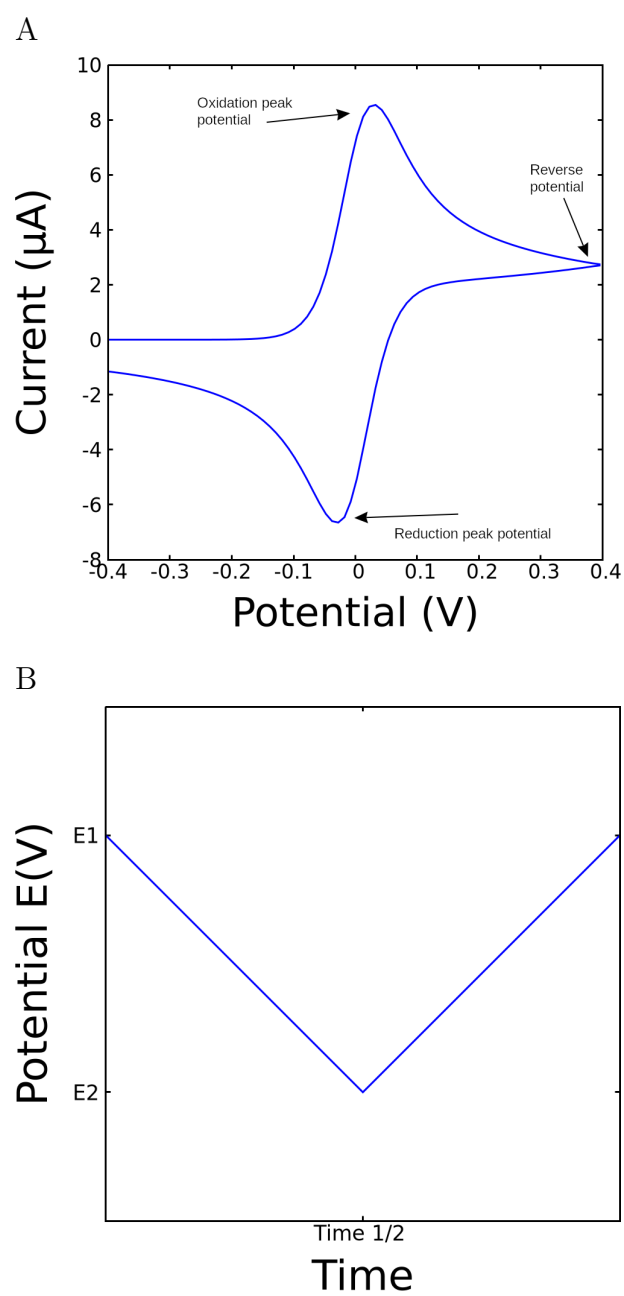 A
10
8
6
4
2
0
-2
-4
-6
-8
Current (µA)
Oxidation peak
potential
Reverse
potential
Reduction peak potential
-0.4 -0.3 -0.2 -0.1 0 0.1 0.2 0.3 0.4
Potential (V)
B
E1
E2
Potential E(V)
Time 1/2
Time